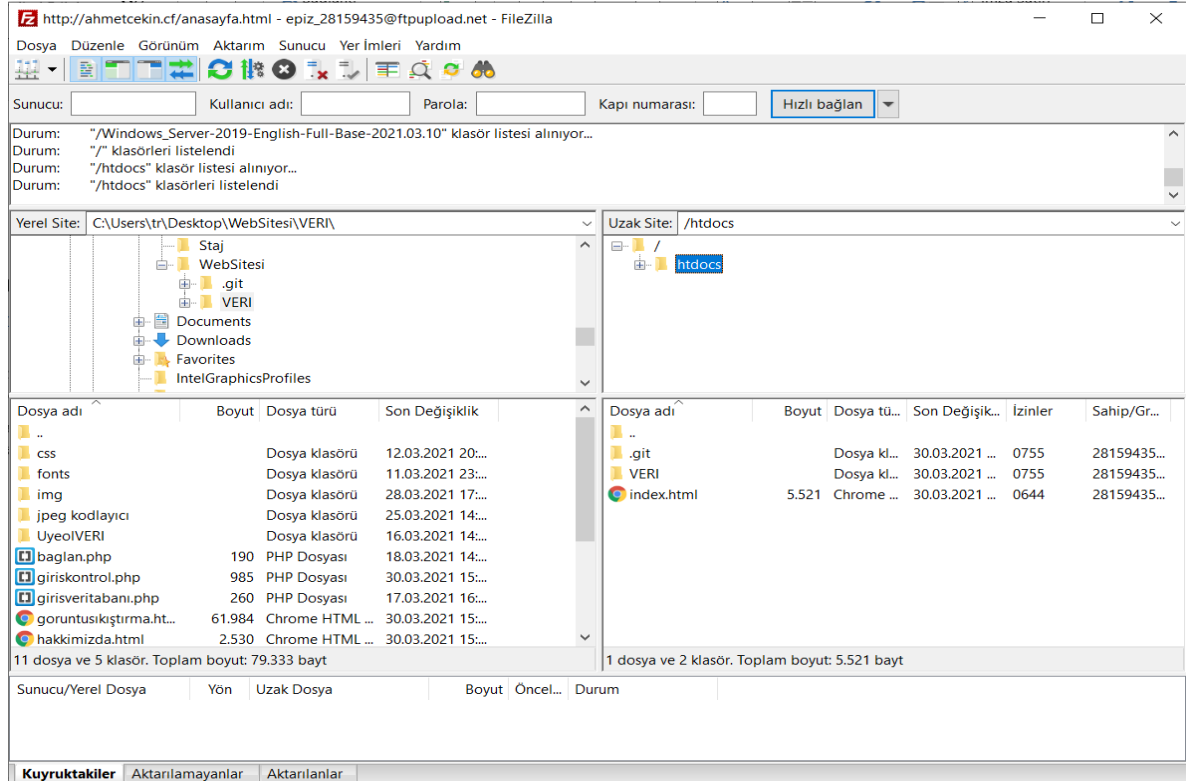 http://ahmetcekin.cf/anasayfa.html - epiz_28159435@ftpupload.net - FileZilla
Dosya Düzenle Görünüm Aktarım Sunucu Yer İmleri Yardım
Sunucu: Kullanıcı adı: Parola: Kapı numarası: Hızlı bağlan
Durum: "/Windows_Server-2019-English-Full-Base-2021.03.10" klasör listesi alınıyor...
Durum: "/" klasörleri listelendi
Durum: "/htdocs" klasör listesi alınıyor...
Durum: "/htdocs" klasörleri listelendi
Yerel Site: C:\Users\tr\Desktop\WebSitesi\VERI\
Staj
WebSitesi
.git
VERI
Documents
Downloads
Favorites
IntelGraphicsProfiles
Uzak Site: /htdocs
/
htdocs
Dosya adı Boyut Dosya türü Son Değişiklik
..
css Dosya klasörü 12.03.2021 20:...
fonts Dosya klasörü 11.03.2021 23:...
img Dosya klasörü 28.03.2021 17:...
jpeg kodlayıcı Dosya klasörü 25.03.2021 14:...
UyeolVERI Dosya klasörü 16.03.2021 14:...
baglan.php 190 PHP Dosyası 18.03.2021 14:...
giriskontrol.php 985 PHP Dosyası 30.03.2021 15:...
girisveritabanı.php 260 PHP Dosyası 17.03.2021 16:...
goruntusıkıştırma.ht... 61.984 Chrome HTML ... 30.03.2021 15:...
hakkimizda.html 2.530 Chrome HTML ... 30.03.2021 15:...
11 dosya ve 5 klasör. Toplam boyut: 79.333 bayt
Dosya adı Boyut Dosya tü... Son Değişik... İzinler Sahip/Gr...
..
.git Dosya kl... 30.03.2021 ... 0755 28159435...
VERI Dosya kl... 30.03.2021 ... 0755 28159435...
index.html 5.521 Chrome ... 30.03.2021 ... 0644 28159435...
1 dosya ve 2 klasör. Toplam boyut: 5.521 bayt
Sunucu/Yerel Dosya Yön Uzak Dosya Boyut Öncel... Durum
Kuyruktakiler Aktarılamayanlar Aktarılanlar